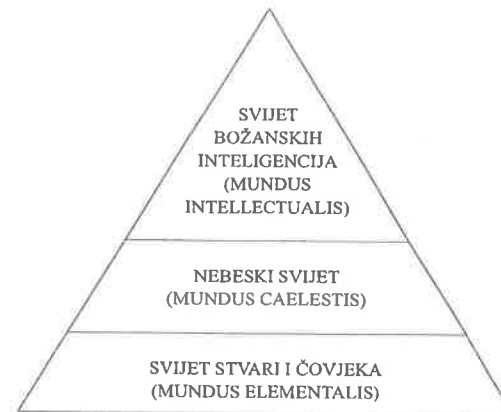 SVIJET
BOŽANSKIH
INTELIGENCIJA
(MUNDUS
INTELLECTUALIS)
NEBESKI SVIJET
(MUNDUS CAELESTIS)
SVIJET STVARI I ČOVJEKA
(MUNDUS ELEMENTALIS)